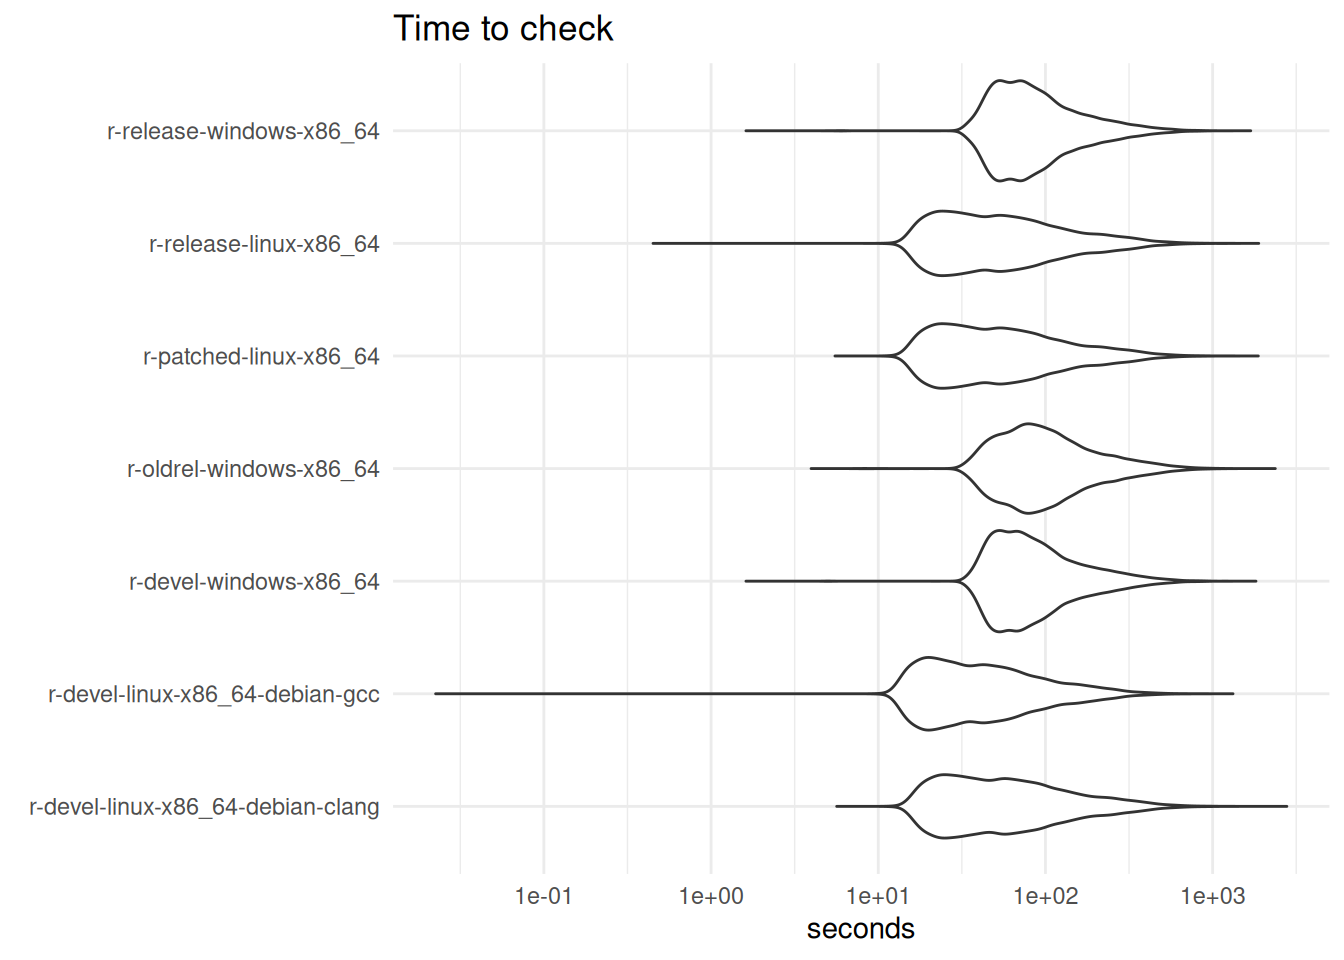 Time to check
r-release-windows-x86_64
r-release-linux-x86_64
r-patched-linux-x86_64
r-oldrel-windows-x86_64
r-devel-windows-x86_64
r-devel-linux-x86_64-debian-gcc
r-devel-linux-x86_64-debian-clang
1e-01 1e+00 1e+01 1e+02 1e+03
seconds